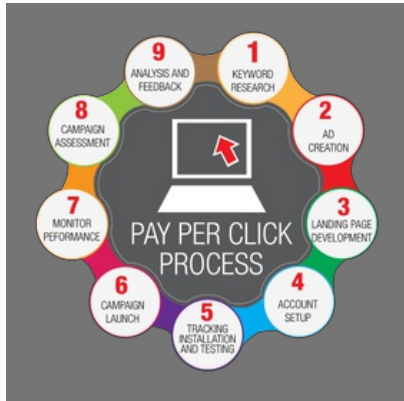 1
KEYWORD
RESEARCH
2
AD
CREATION
3
LANDING PAGE
DEVELOPMENT
4
ACCOUNT
SETUP
5
TRACKING
INSTALLATION
AND TESTING
6
CAMPAIGN
LAUNCH
7
MONITOR
PEFORMANCE
8
CAMPAIGN
ASSESSMENT
9
ANALYSIS AND
FEEDBACK
PAY PER CLICK
PROCESS